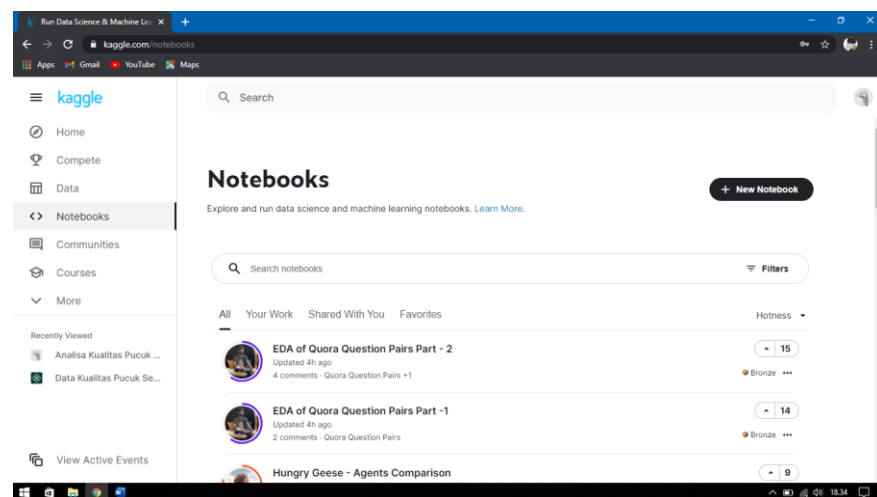 Run Data Science & Machine Lea
kaggle.com/notebooks
Apps Gmail YouTube Maps
kaggle
Search
Home
Compete
Data
Notebooks
Communities
Courses
More
Recently Viewed
Analisa Kualitas Pucuk ...
Data Kualitas Pucuk Se...
View Active Events
Notebooks
+ New Notebook
Explore and run data science and machine learning notebooks. Learn More.
Search notebooks
Filters
All Your Work Shared With You Favorites
Hotness
EDA of Quora Question Pairs Part - 2
15
Updated 4h ago
4 comments · Quora Question Pairs +1
Bronze
EDA of Quora Question Pairs Part -1
14
Updated 4h ago
2 comments · Quora Question Pairs
Bronze
Hungry Geese - Agents Comparison
9
18.34